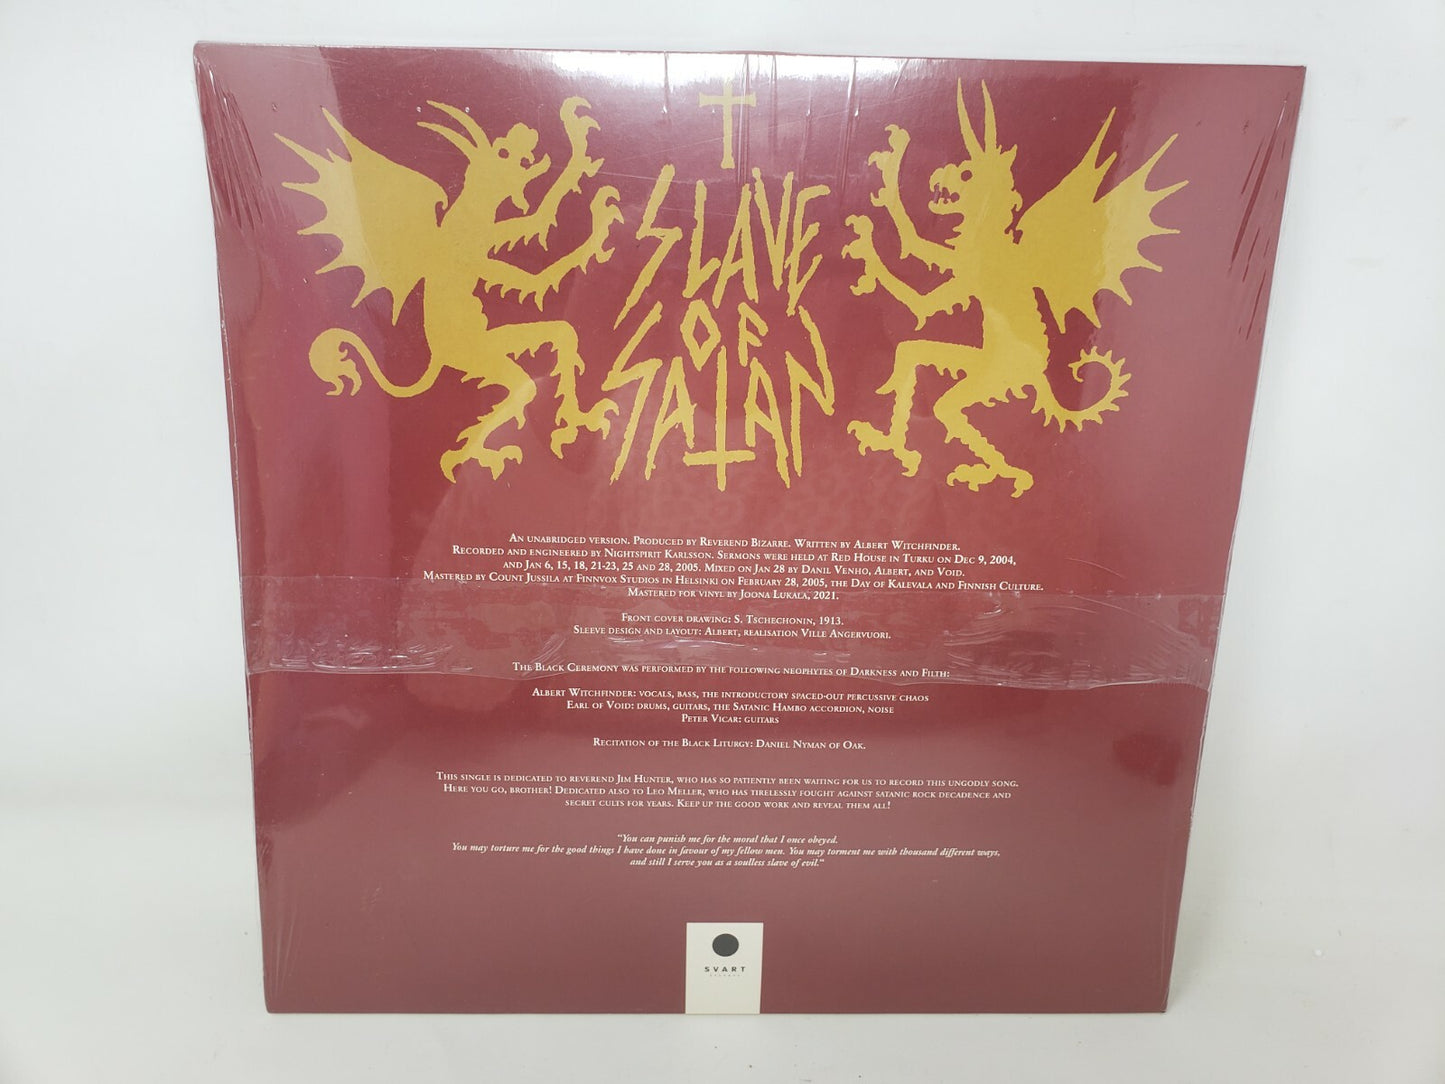 SLAVE
OF
SATAN
An unabridged version. Produced by Reverend Bizarre. Written by Albert Witchfinder.
Recorded and engineered by Nightspirit Karlsson. Sermons were held at Red House in Turku on Dec 9, 2004,
and Jan 6, 15, 18, 21-23, 25 and 28, 2005. Mixed on Jan 28 by Danil Venho, Albert, and Void.
Mastered by Count Jussila at Finnvox Studios in Helsinki on February 28, 2005, the Day of Kalevala and Finnish Culture.
Mastered for vinyl by Joona Lukala, 2021.
Front cover drawing: S. Tschechonin, 1913.
Sleeve design and layout: Albert, realisation Ville Angervuori.
The Black Ceremony was performed by the following neophytes of Darkness and Filth:
Albert Witchfinder: vocals, bass, the introductory spaced-out percussive chaos
Earl of Void: drums, guitars, the Satanic Hambo accordion, noise
Peter Vicar: guitars
Recitation of the Black Liturgy: Daniel Nyman of Oak.
This single is dedicated to reverend Jim Hunter, who has so patiently been waiting for us to record this ungodly song.
Here you go, brother! Dedicated also to Leo Meller, who has tirelessly fought against satanic rock decadence and
secret cults for years. Keep up the good work and reveal them all!
"You can punish me for the moral that I once obeyed.
You may torture me for the good things I have done in favour of my fellow men. You may torment me with thousand different ways,
and still I serve you as a soulless slave of evil."
SVART
RECORDS